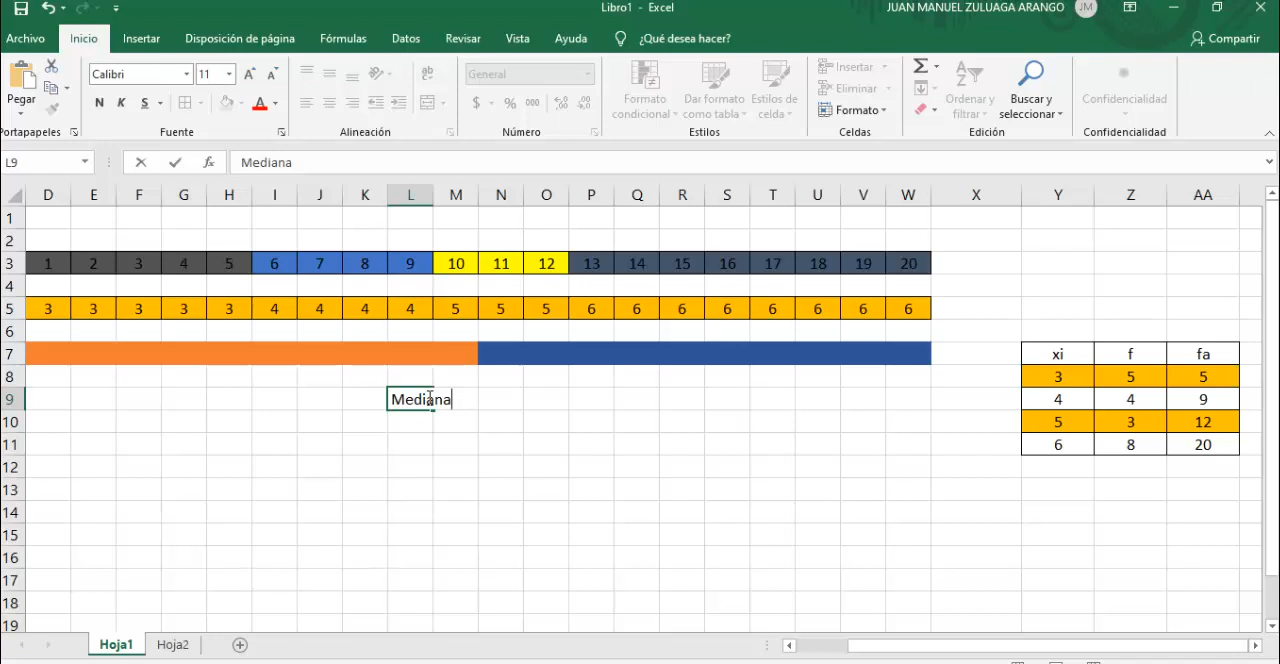 Libro1 - Excel
JUAN MANUEL ZULUAGA ARANGO JM
Archivo Inicio Insertar Disposición de página Fórmulas Datos Revisar Vista Ayuda ¿Qué desea hacer? Compartir
Calibri 11 General Insertar
Eliminar
Pegar N K S A $ % 000 Formato condicional Dar formato como tabla Estilos de celda Formato Ordenar y filtrar Buscar y seleccionar Confidencialidad
Portapapeles Fuente Alineación Número Estilos Celdas Edición Confidencialidad
L9 fx Mediana
D E F G H I J K L M N O P Q R S T U V W X Y Z AA
1
2
3 1 2 3 4 5 6 7 8 9 10 11 12 13 14 15 16 17 18 19 20
4
5 3 3 3 3 3 4 4 4 4 5 5 5 6 6 6 6 6 6 6 6
6
7 xi f fa
8 3 5 5
9 Mediana 4 4 9
10 5 3 12
11 6 8 20
12
13
14
15
16
17
18
19
Hoja1 Hoja2